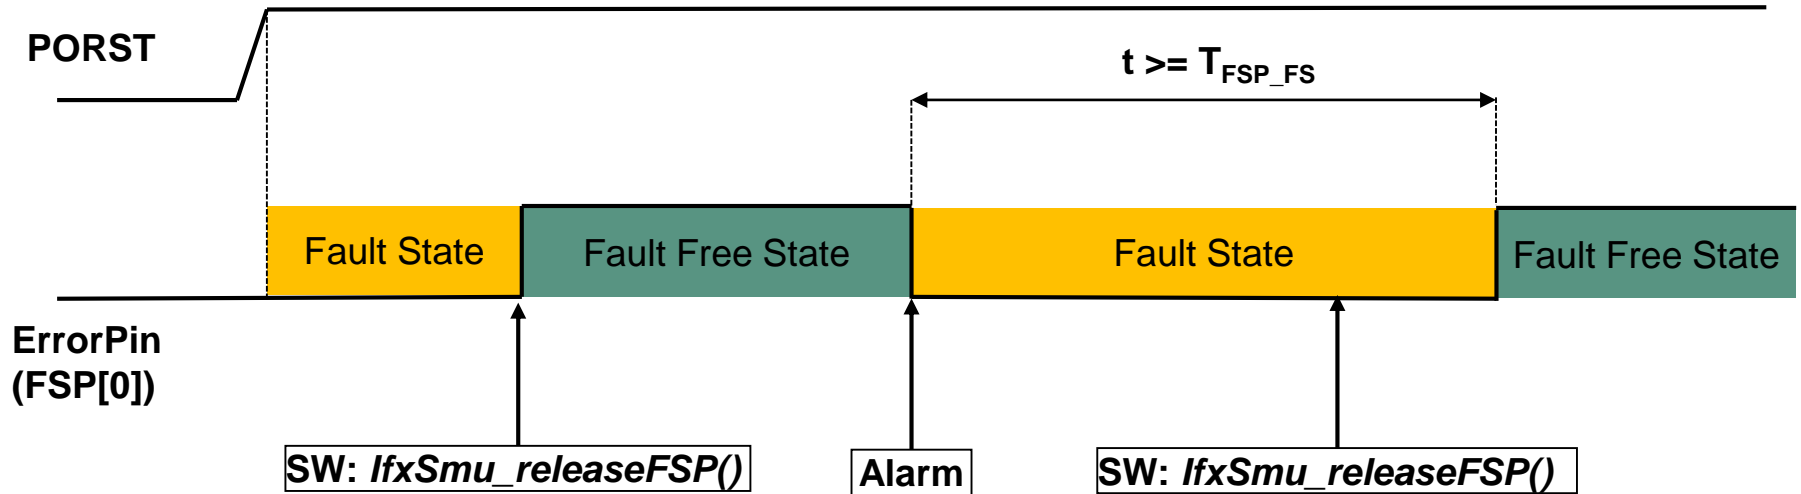 PORST
t >= T_FSP_FS
Fault State
Fault Free State
Fault State
Fault Free State
ErrorPin
(FSP[0])
SW: IfxSmu_releaseFSP()
Alarm
SW: IfxSmu_releaseFSP()